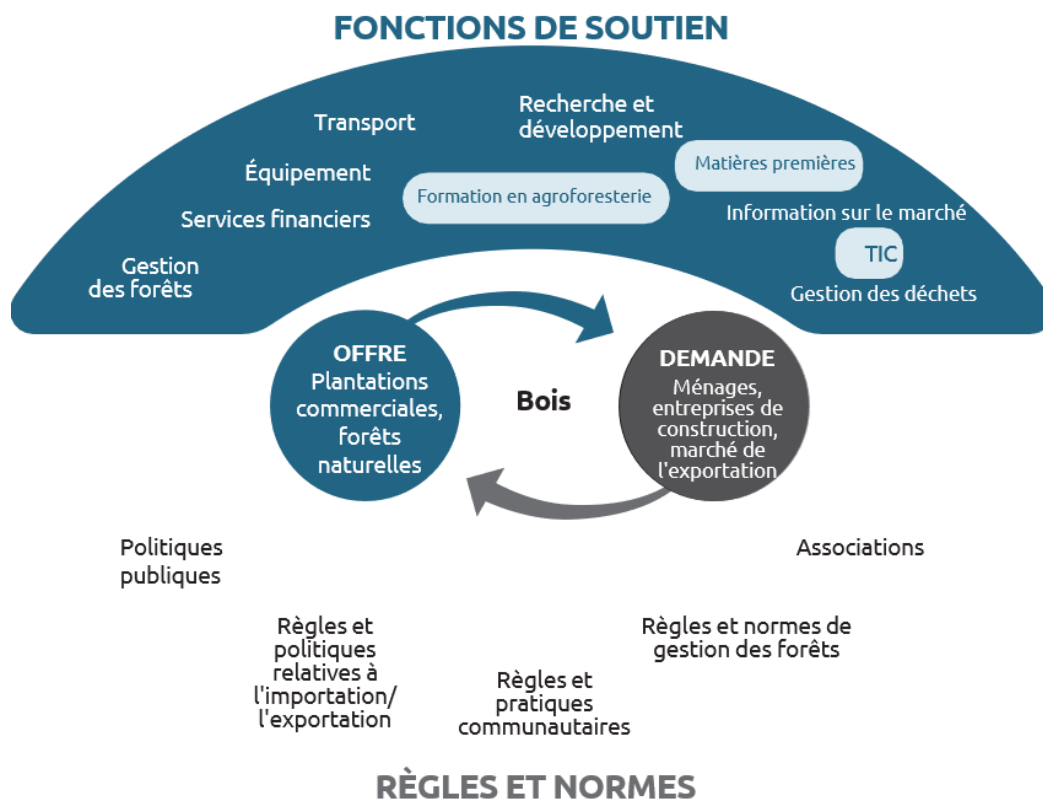 FONCTIONS DE SOUTIEN
Transport
Recherche et
développement
Équipement
Formation en agroforesterie
Matières premières
Services financiers
Information sur le marché
Gestion
des forêts
TIC
Gestion des déchets
OFFRE
Plantations
commerciales,
forêts
naturelles
Bois
DEMANDE
Ménages,
entreprises de
construction,
marché de
l'exportation
Politiques
publiques
Associations
Règles et
politiques
relatives à
l'importation/
l'exportation
Règles et
pratiques
communautaires
Règles et normes de
gestion des forêts
RÈGLES ET NORMES